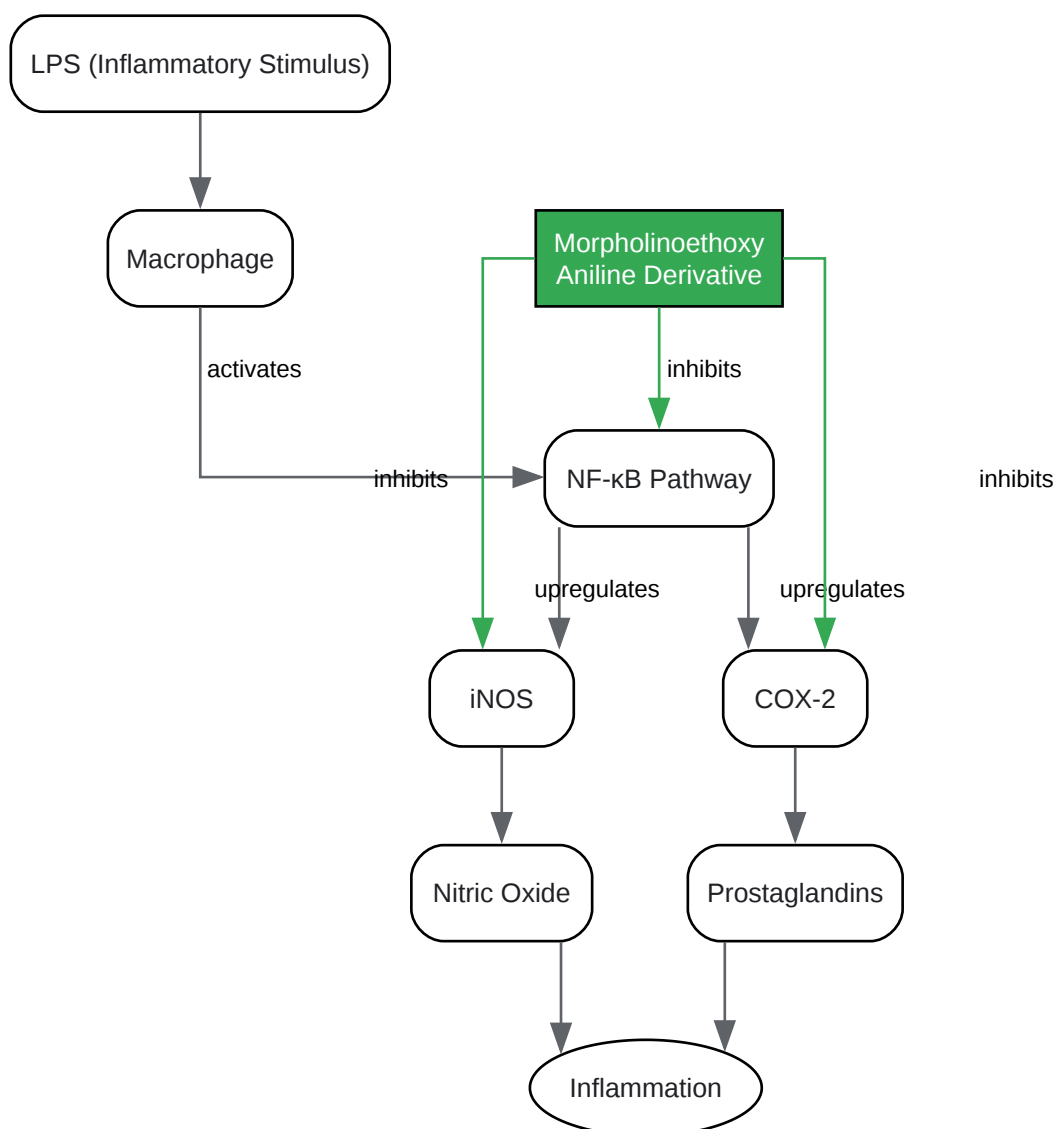 LPS (Inflammatory Stimulus)
Macrophage
Morpholinoethoxy
Aniline Derivative
activates
inhibits
inhibits
NF-κB Pathway
inhibits
upregulates
upregulates
iNOS
COX-2
Nitric Oxide
Prostaglandins
Inflammation